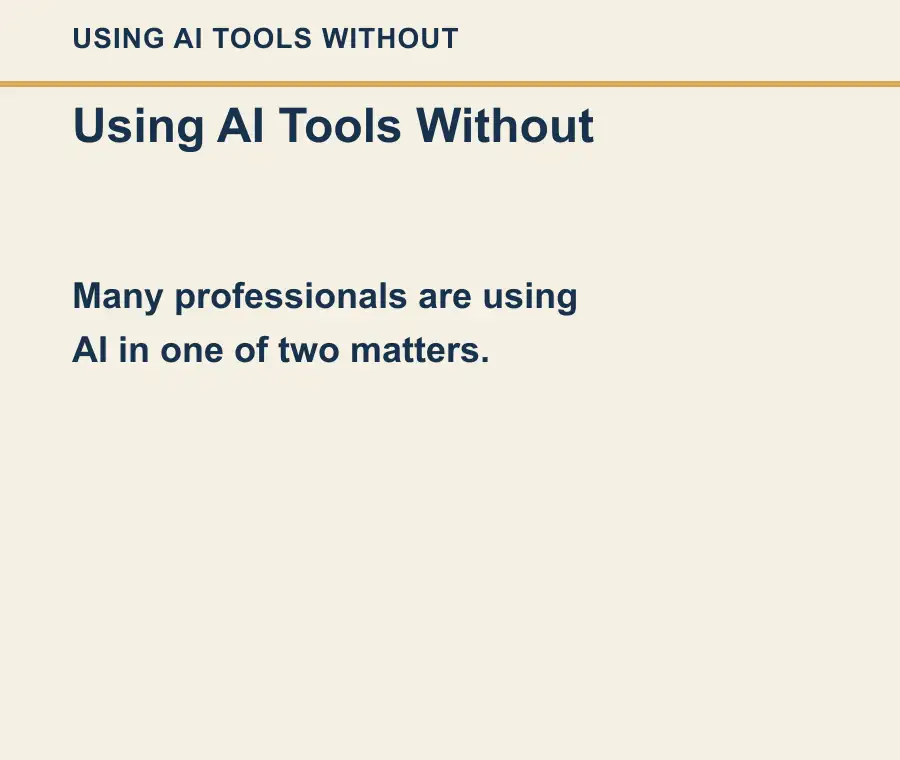 USING AI TOOLS WITHOUT
Using AI Tools Without
Many professionals are using
AI in one of two matters.